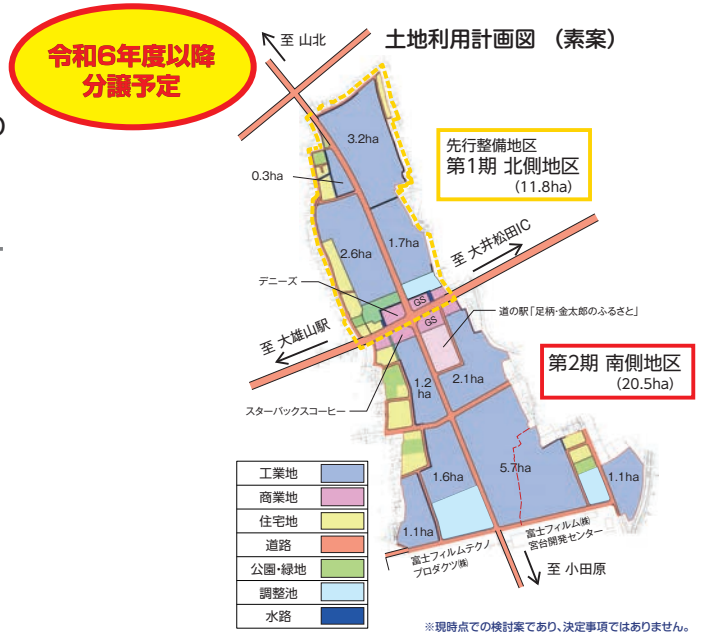 令和6年度以降
分譲予定
土地利用計画図 (素案)
至 山北
の
先行整備地区
第1期 北側地区
(11.8ha)
3.2ha
0.3ha
2.6ha
1.7ha
至 大井松田IC
デニーズ
GS
GS
道の駅「足柄・金太郎のふるさと」
至 大雄山駅
第2期 南側地区
(20.5ha)
1.2
ha
2.1ha
スターバックスコーヒー
工業地
商業地
住宅地
道路
公園・緑地
調整池
水路
1.6ha
5.7ha
1.1ha
1.1ha
富士フイルムテクノ
プロダクツ㈱
富士フイルム㈱
宮台開発センター
至 小田原
※現時点での検討案であり、決定事項ではありません。